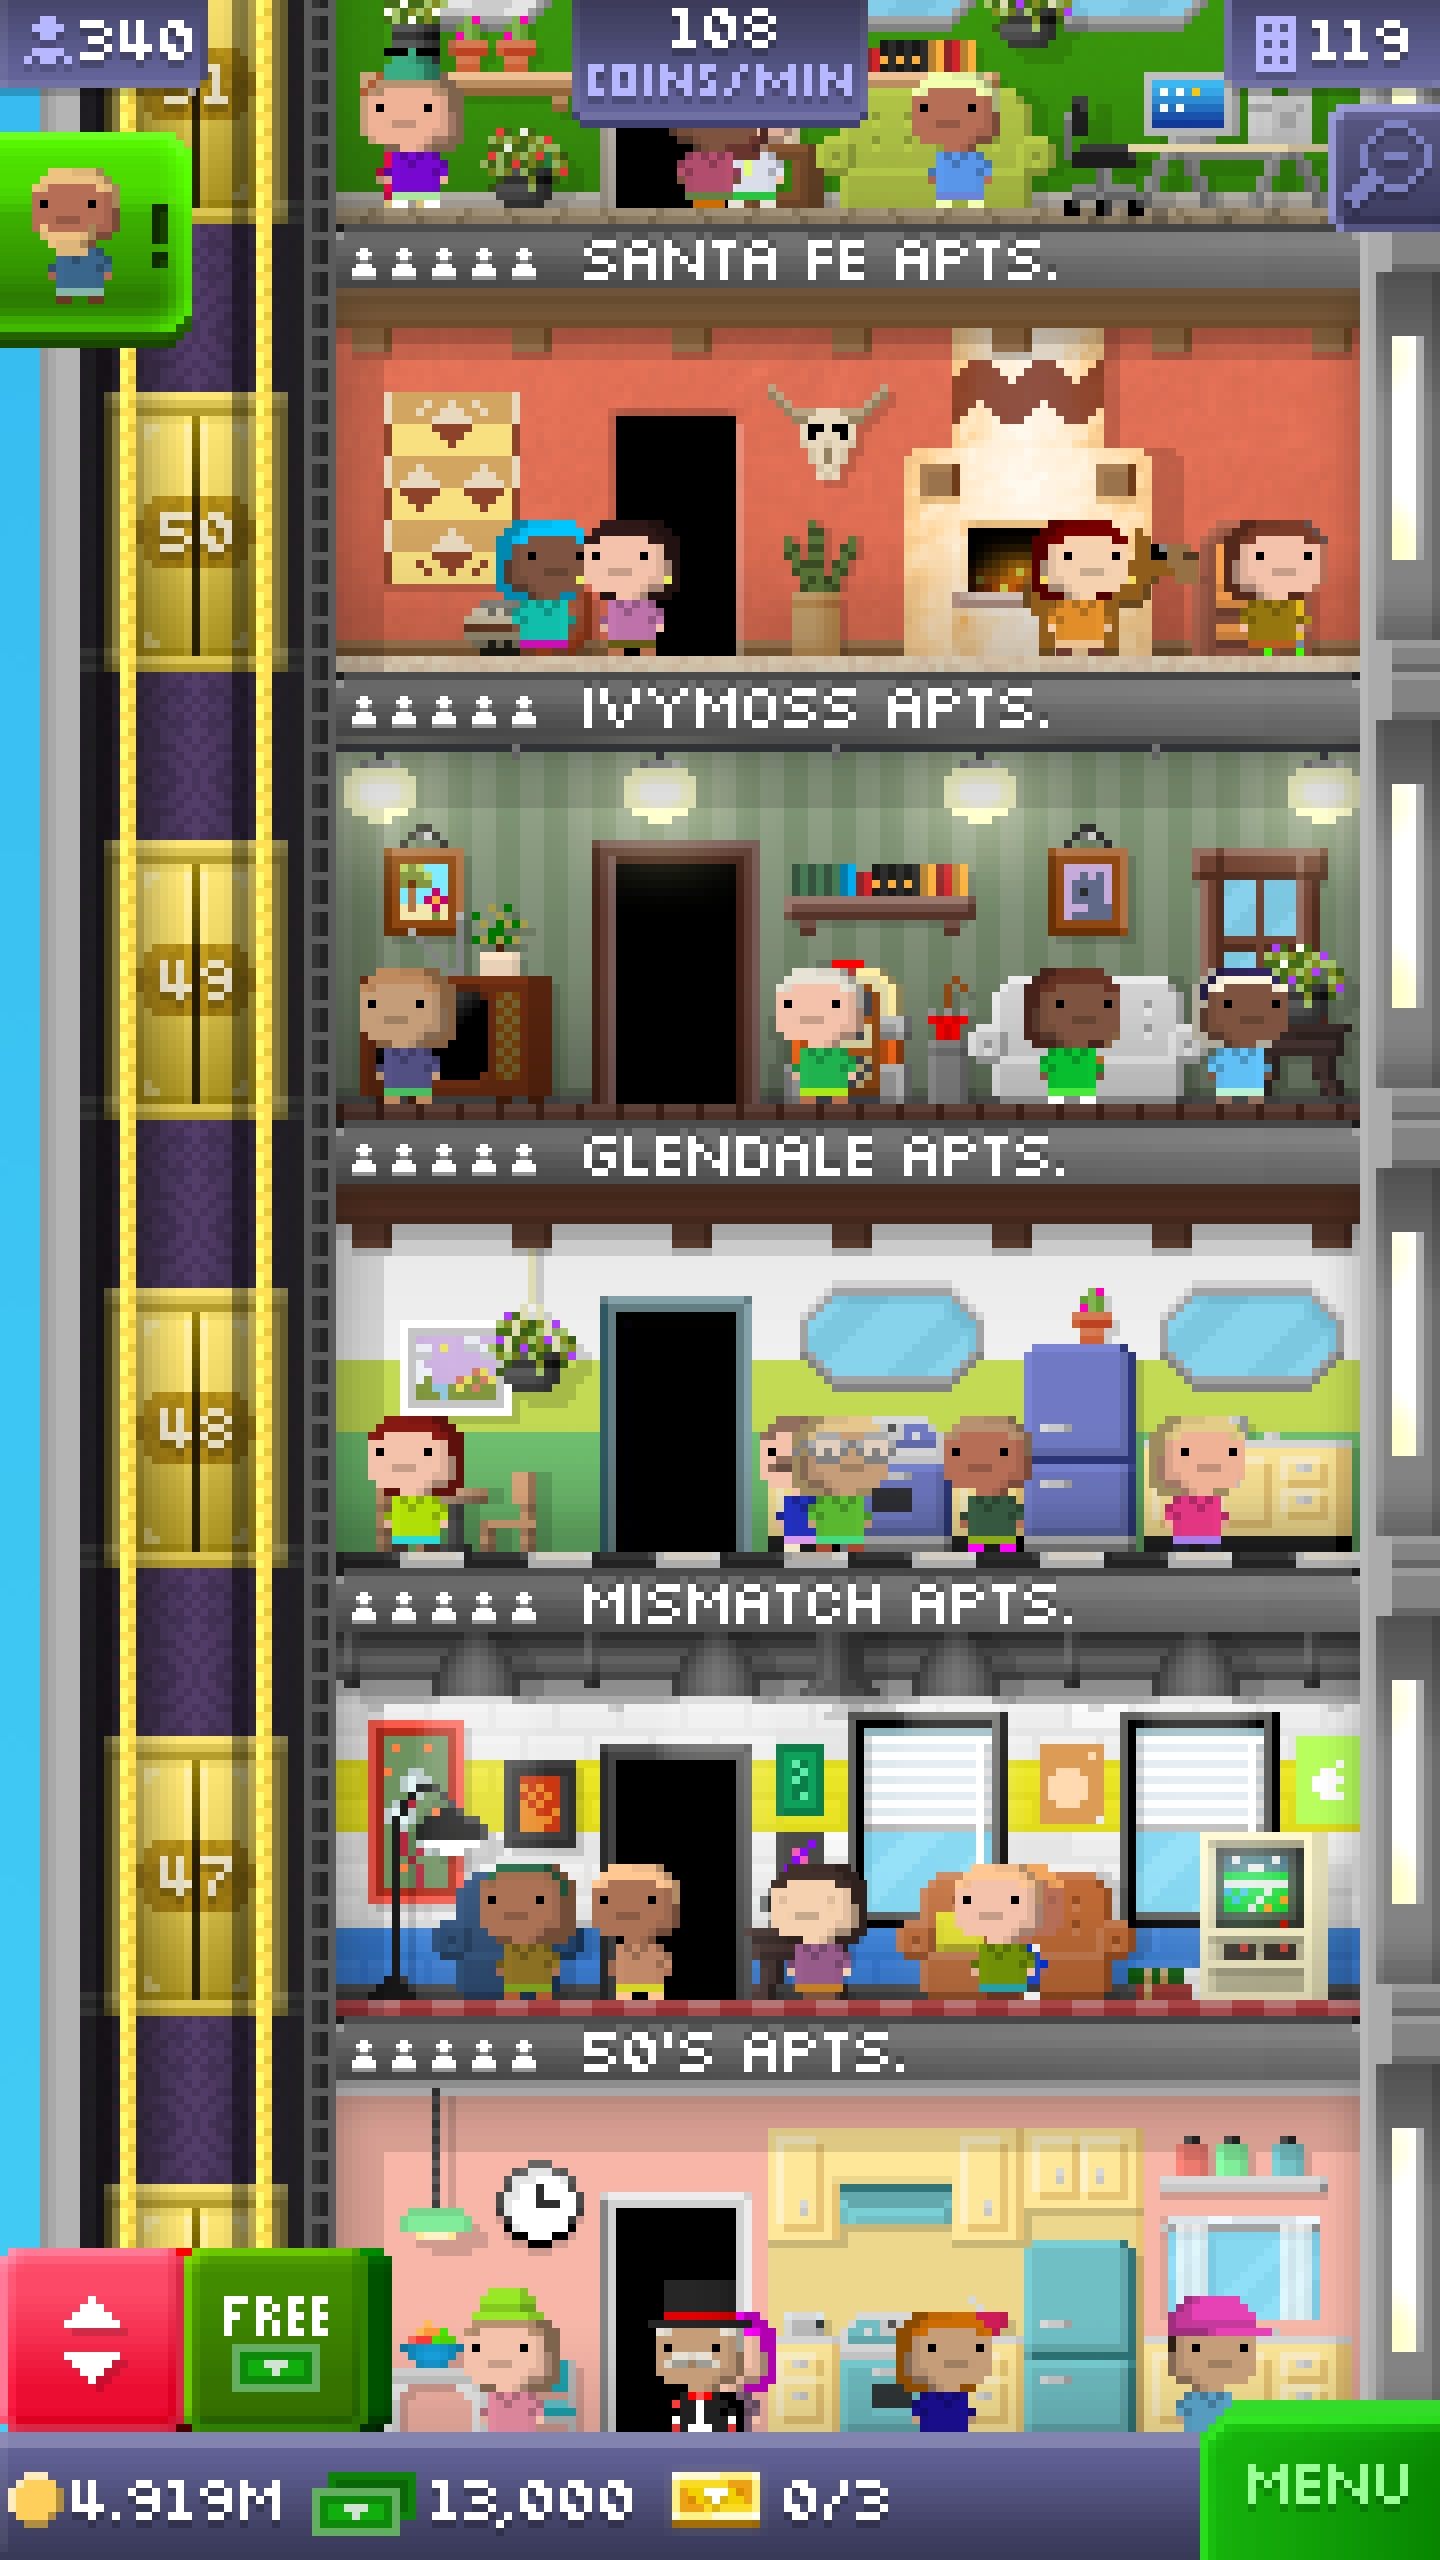 340
108
COINS/MIN
119
51
!
SANTA FE APTS.
50
IVYMOSS APTS.
49
GLENDALE APTS.
48
MISMATCH APTS.
47
50'S APTS.
FREE
4.919M
13,000
0/3
MENU